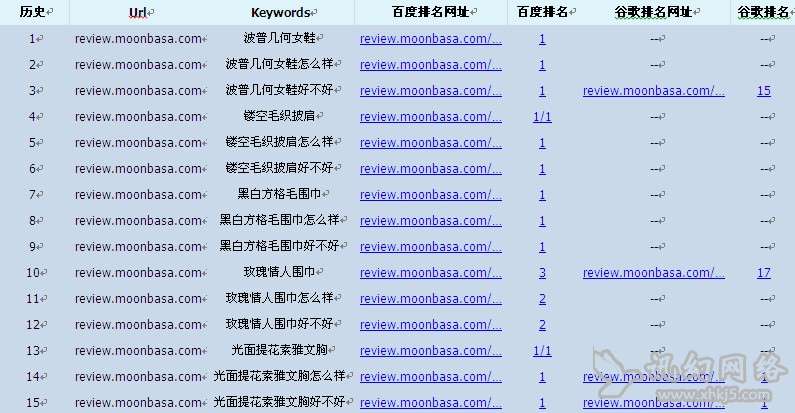 历史 Url Keywords 百度排名网址 百度排名 谷歌排名网址 谷歌排名
1 review.moonbasa.com 波普几何女鞋 review.moonbasa.com/... 1 -- --
2 review.moonbasa.com 波普几何女鞋怎么样 review.moonbasa.com/... 1 -- --
3 review.moonbasa.com 波普几何女鞋好不好 review.moonbasa.com/... 1 review.moonbasa.com/... 15
4 review.moonbasa.com 镂空毛织披肩 review.moonbasa.com/... 1/1 -- --
5 review.moonbasa.com 镂空毛织披肩怎么样 review.moonbasa.com/... 1 -- --
6 review.moonbasa.com 镂空毛织披肩好不好 review.moonbasa.com/... 1 -- --
7 review.moonbasa.com 黑白方格毛围巾 review.moonbasa.com/... 1 -- --
8 review.moonbasa.com 黑白方格毛围巾怎么样 review.moonbasa.com/... 1 -- --
9 review.moonbasa.com 黑白方格毛围巾好不好 review.moonbasa.com/... 1 -- --
10 review.moonbasa.com 玫瑰情人围巾 review.moonbasa.com/... 3 review.moonbasa.com/... 17
11 review.moonbasa.com 玫瑰情人围巾怎么样 review.moonbasa.com/... 2 -- --
12 review.moonbasa.com 玫瑰情人围巾好不好 review.moonbasa.com/... 2 -- --
13 review.moonbasa.com 光面提花素雅文胸 review.moonbasa.com/... 1/1 -- --
14 review.moonbasa.com 光面提花素雅文胸怎么样 review.moonbasa.com/... 1 review.moonbasa.com/... 1
15 review.moonbasa.com 光面提花素雅文胸好不好 review.moonbasa.com/... 1 review.moonbasa.com/... 1
讯幻网络
www.xhkj5.com